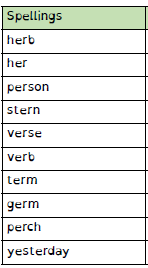 Spellings
herb
her
person
stern
verse
verb
term
germ
perch
yesterday